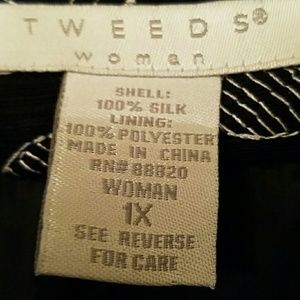 TWEEDS®
woman
SHELL:
100% SILK
LINING:
100% POLYESTER
MADE IN CHINA
RN# 88820
WOMAN
1X
SEE REVERSE
FOR CARE